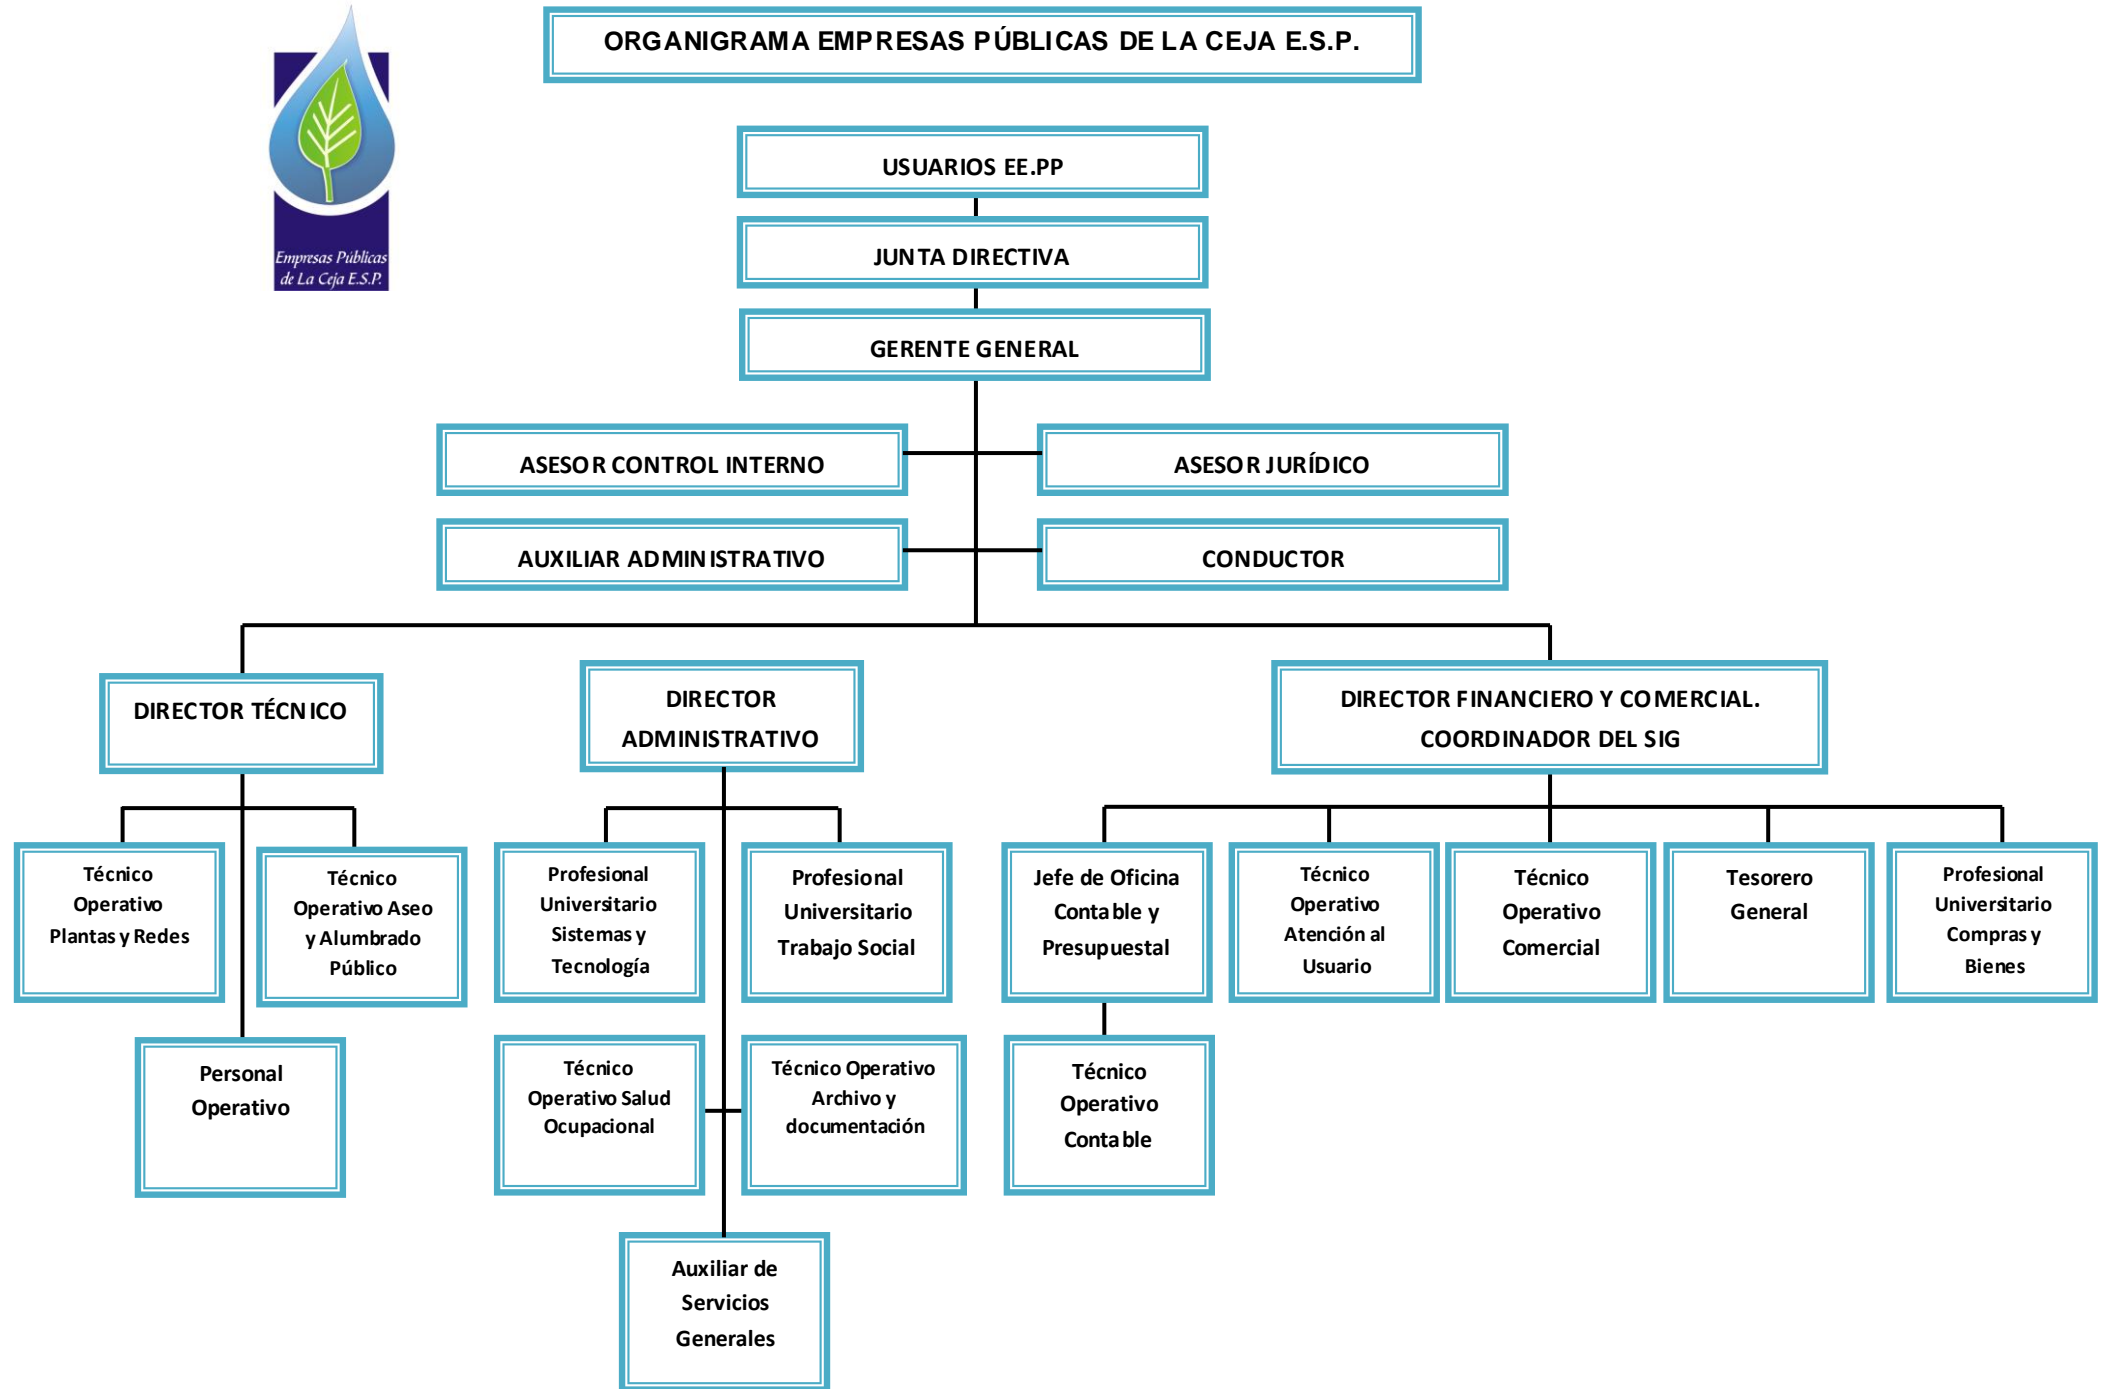 ORGANIGRAMA EMPRESAS PÚBLICAS DE LA CEJA E.S.P.
Empresas Públicas
de La Ceja E.S.P.
USUARIOS EE.PP
JUNTA DIRECTIVA
GERENTE GENERAL
ASESOR CONTROL INTERNO
ASESOR JURÍDICO
AUXILIAR ADMINISTRATIVO
CONDUCTOR
DIRECTOR TÉCNICO
DIRECTOR
ADMINISTRATIVO
DIRECTOR FINANCIERO Y COMERCIAL.
COORDINADOR DEL SIG
Técnico
Operativo
Plantas y Redes
Técnico
Operativo Aseo
y Alumbrado
Público
Profesional
Universitario
Sistemas y
Tecnología
Profesional
Universitario
Trabajo Social
Jefe de Oficina
Contable y
Presupuestal
Técnico
Operativo
Atención al
Usuario
Técnico
Operativo
Comercial
Tesorero
General
Profesional
Universitario
Compras y
Bienes
Personal
Operativo
Técnico
Operativo Salud
Ocupacional
Técnico Operativo
Archivo y
documentación
Técnico
Operativo
Contable
Auxiliar de
Servicios
Generales